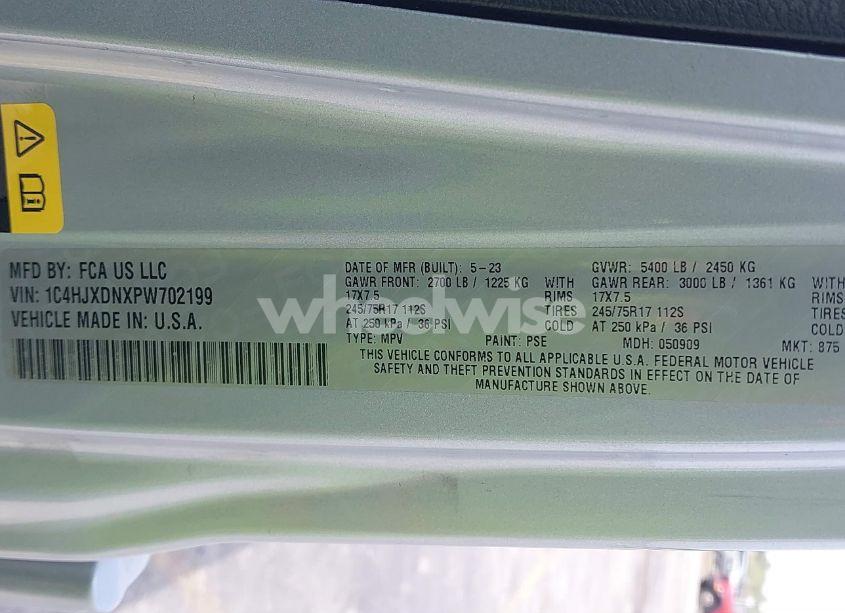 MFD BY: FCA US LLC
VIN: 1C4HJXDNXPW702199
VEHICLE MADE IN: U.S.A.
DATE OF MFR (BUILT): 5-23 GVWR: 5400 LB / 2450 KG
GAWR FRONT: 2700 LB / 1225 KG WITH GAWR REAR: 3000 LB / 1361 KG WITH
17X7.5 RIMS 17X7.5 RIMS
245/75R17 112S TIRES 245/75R17 112S TIRES
AT 250 kPa / 36 PSI COLD AT 250 kPa / 36 PSI COLD
TYPE: MPV PAINT: PSE MDH: 050909 MKT: 875
THIS VEHICLE CONFORMS TO ALL APPLICABLE U.S.A. FEDERAL MOTOR VEHICLE
SAFETY AND THEFT PREVENTION STANDARDS IN EFFECT ON THE DATE OF
MANUFACTURE SHOWN ABOVE.
wheelwise